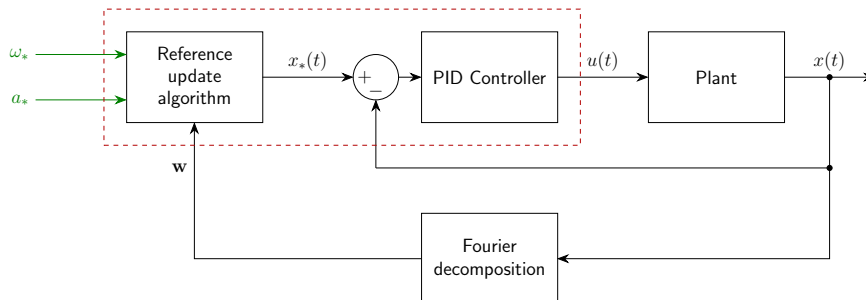 ω*
a*
Reference
update
algorithm
x*(t)
+
−
PID Controller
u(t)
Plant
x(t)
w
Fourier
decomposition